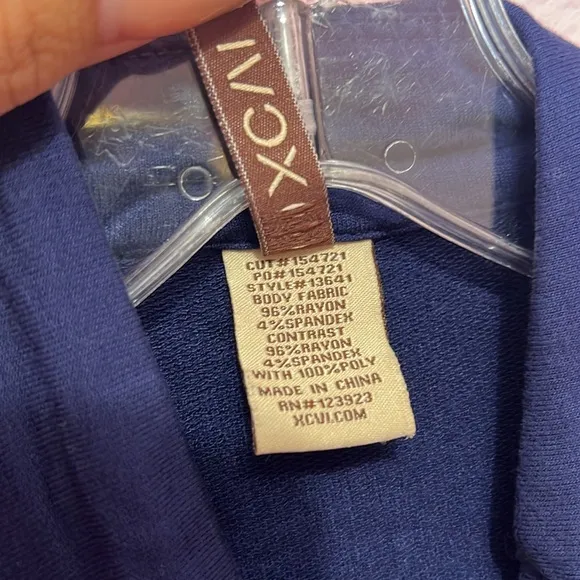 XCVI
CUT#154721
PO#154721
STYLE#13641
BODY FABRIC
96%RAYON
4%SPANDEX
CONTRAST
96%RAYON
4%SPANDEX
WITH 100%POLY
MADE IN CHINA
RN#123923
XCVI.COM